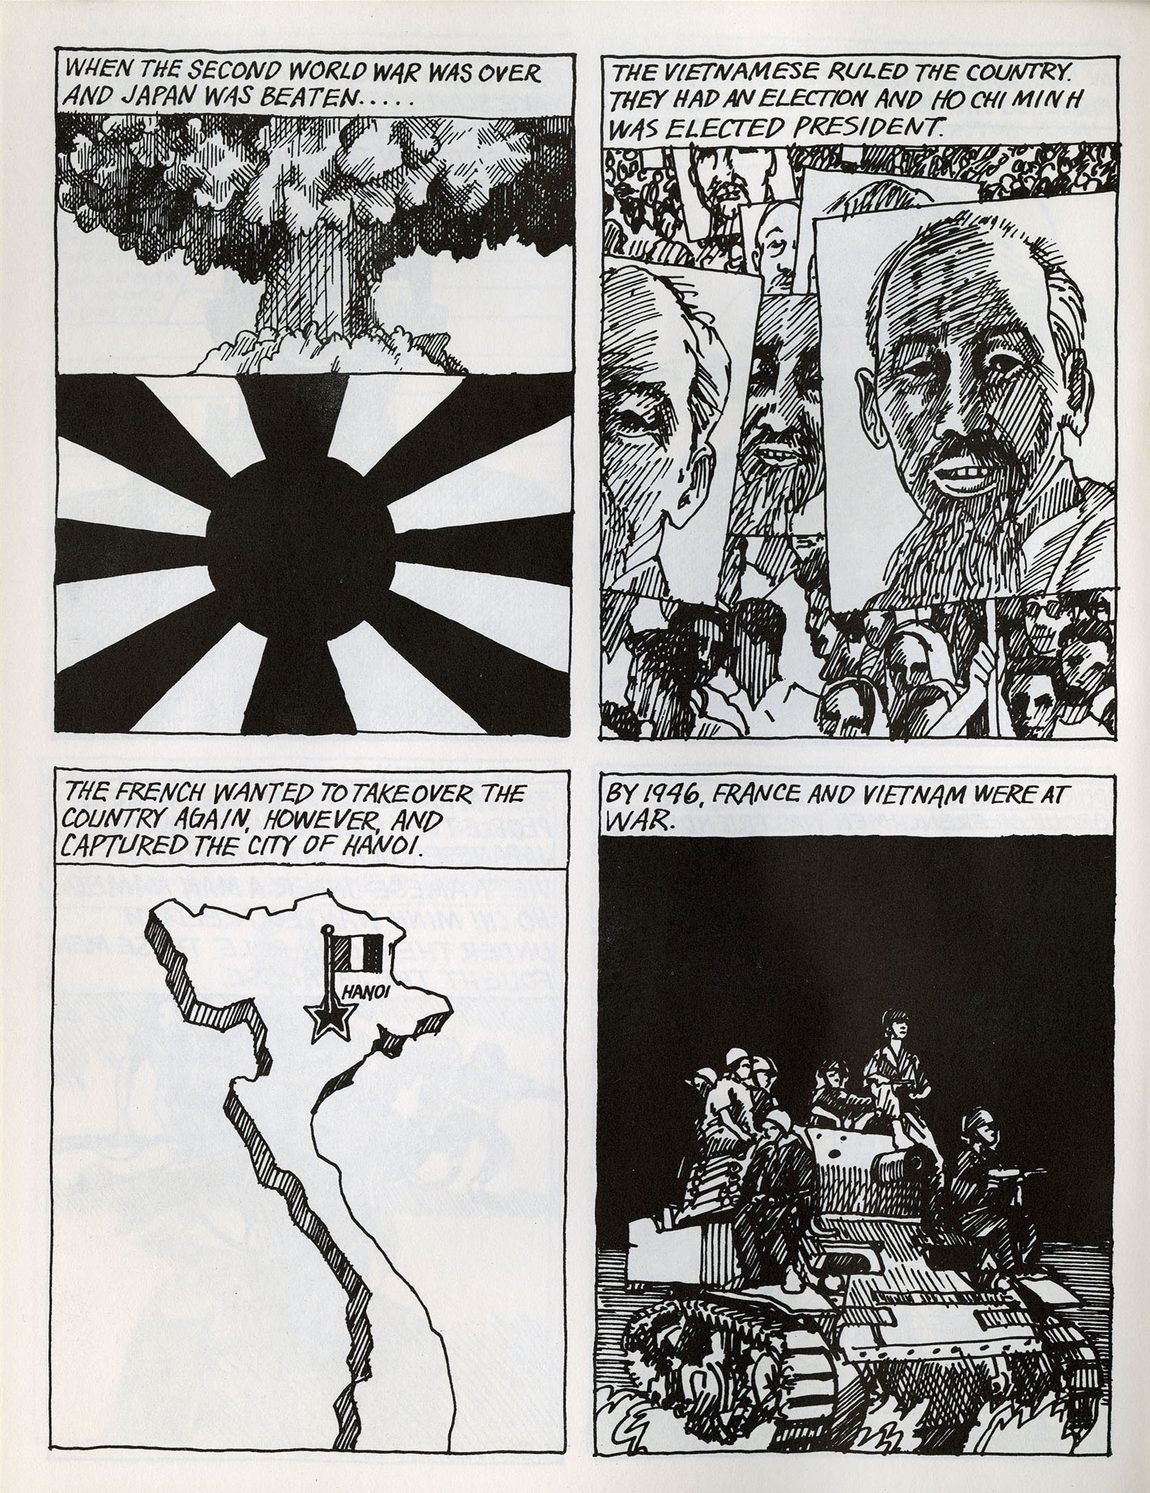 WHEN THE SECOND WORLD WAR WAS OVER
AND JAPAN WAS BEATEN.....
THE VIETNAMESE RULED THE COUNTRY.
THEY HAD AN ELECTION AND HO CHI MINH
WAS ELECTED PRESIDENT.
THE FRENCH WANTED TO TAKE OVER THE
COUNTRY AGAIN, HOWEVER, AND
CAPTURED THE CITY OF HANOI.
HANOI
BY 1946, FRANCE AND VIETNAM WERE AT
WAR.